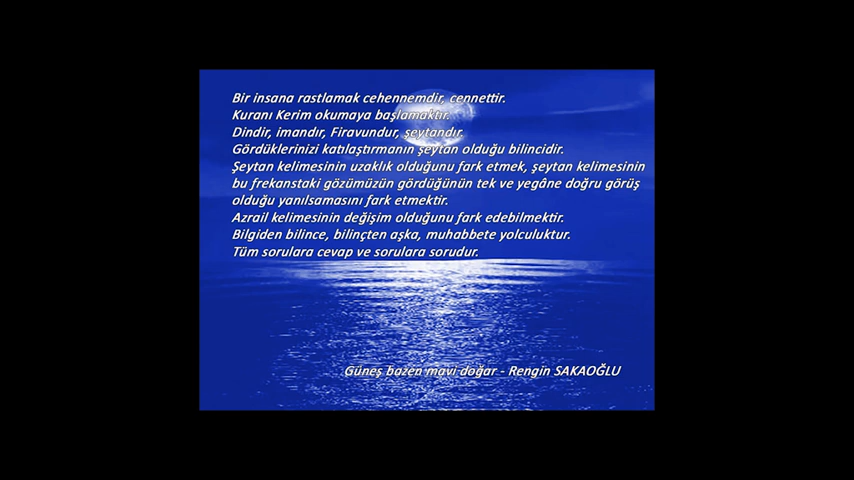 Bir insana rastlamak cehennemdir, cennettir.
Kuranı Kerim okumaya başlamaktır.
Dindir, imandır, Firavundur, şeytandır.
Gördüklerinizi katılaştırmanın şeytan olduğu bilincidir.
Şeytan kelimesinin uzaklık olduğunu fark etmek, şeytan kelimesinin
bu frekanstaki gözümüzün gördüğünün tek ve yegâne doğru görüş
olduğu yanılsamasını fark etmektir.
Azrail kelimesinin değişim olduğunu fark edebilmektir.
Bilgiden bilince, bilinçten aşka, muhabbete yolculuktur.
Tüm sorulara cevap ve sorulara sorudur.
Güneş bazen mavi doğar - Rengin SAKAOĞLU